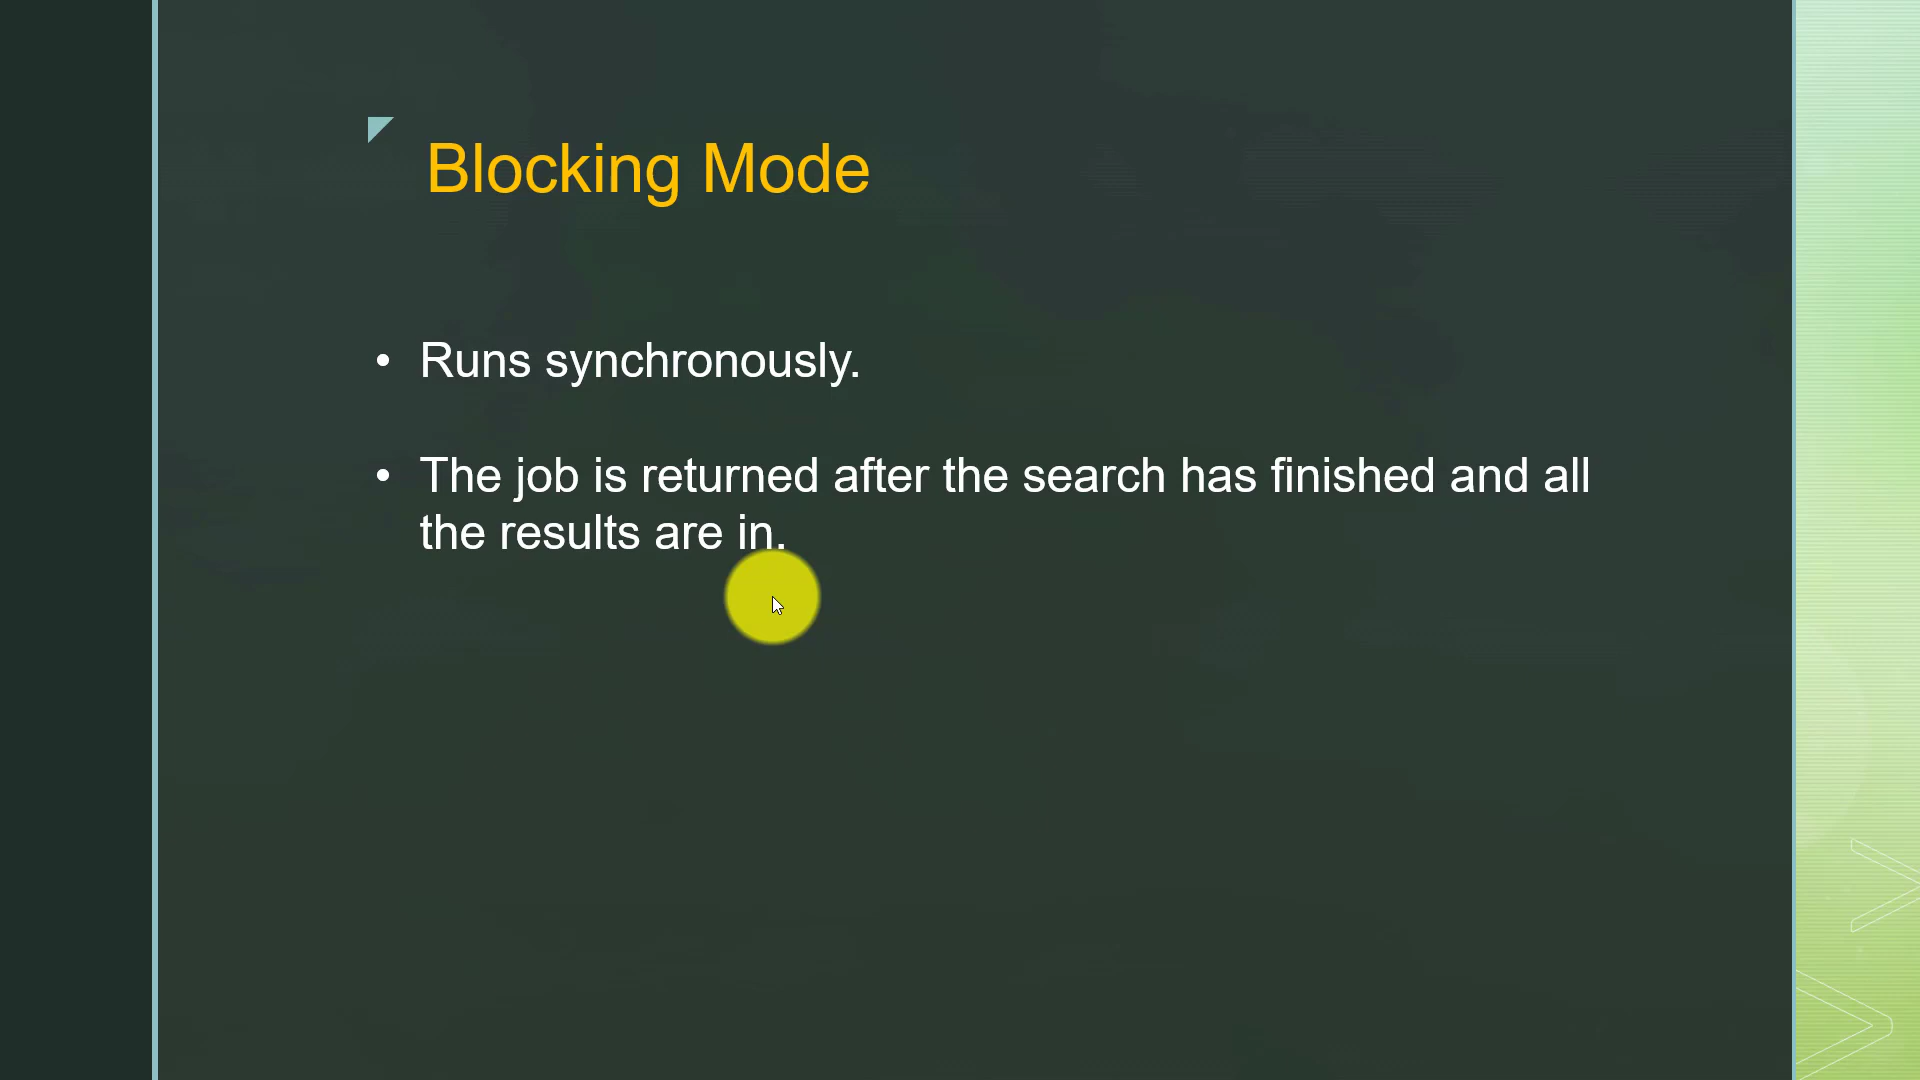 Blocking Mode
• Runs synchronously.
• The job is returned after the search has finished and all
the results are in.